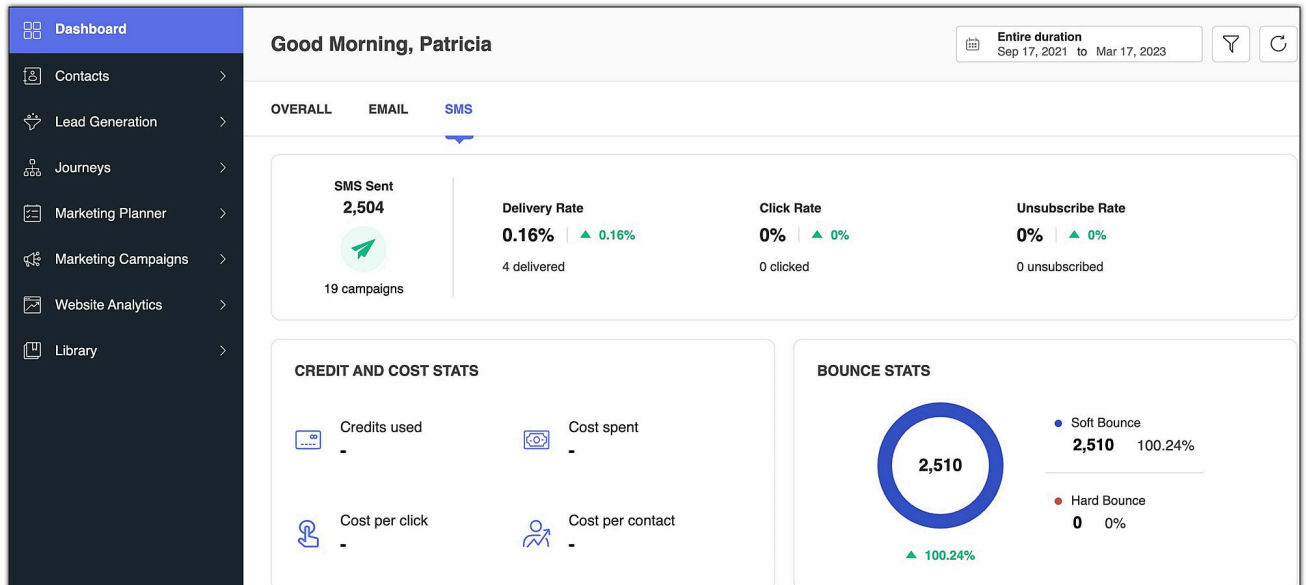 Dashboard
Contacts
Lead Generation
Journeys
Marketing Planner
Marketing Campaigns
Website Analytics
Library
Good Morning, Patricia
Entire duration
Sep 17, 2021 to Mar 17, 2023
OVERALL EMAIL SMS
SMS Sent
2,504
19 campaigns
Delivery Rate
0.16% 0.16%
4 delivered
Click Rate
0% 0%
0 clicked
Unsubscribe Rate
0% 0%
0 unsubscribed
CREDIT AND COST STATS
Credits used
-
Cost spent
-
Cost per click
-
Cost per contact
-
BOUNCE STATS
2,510
100.24%
Soft Bounce
2,510 100.24%
Hard Bounce
0 0%